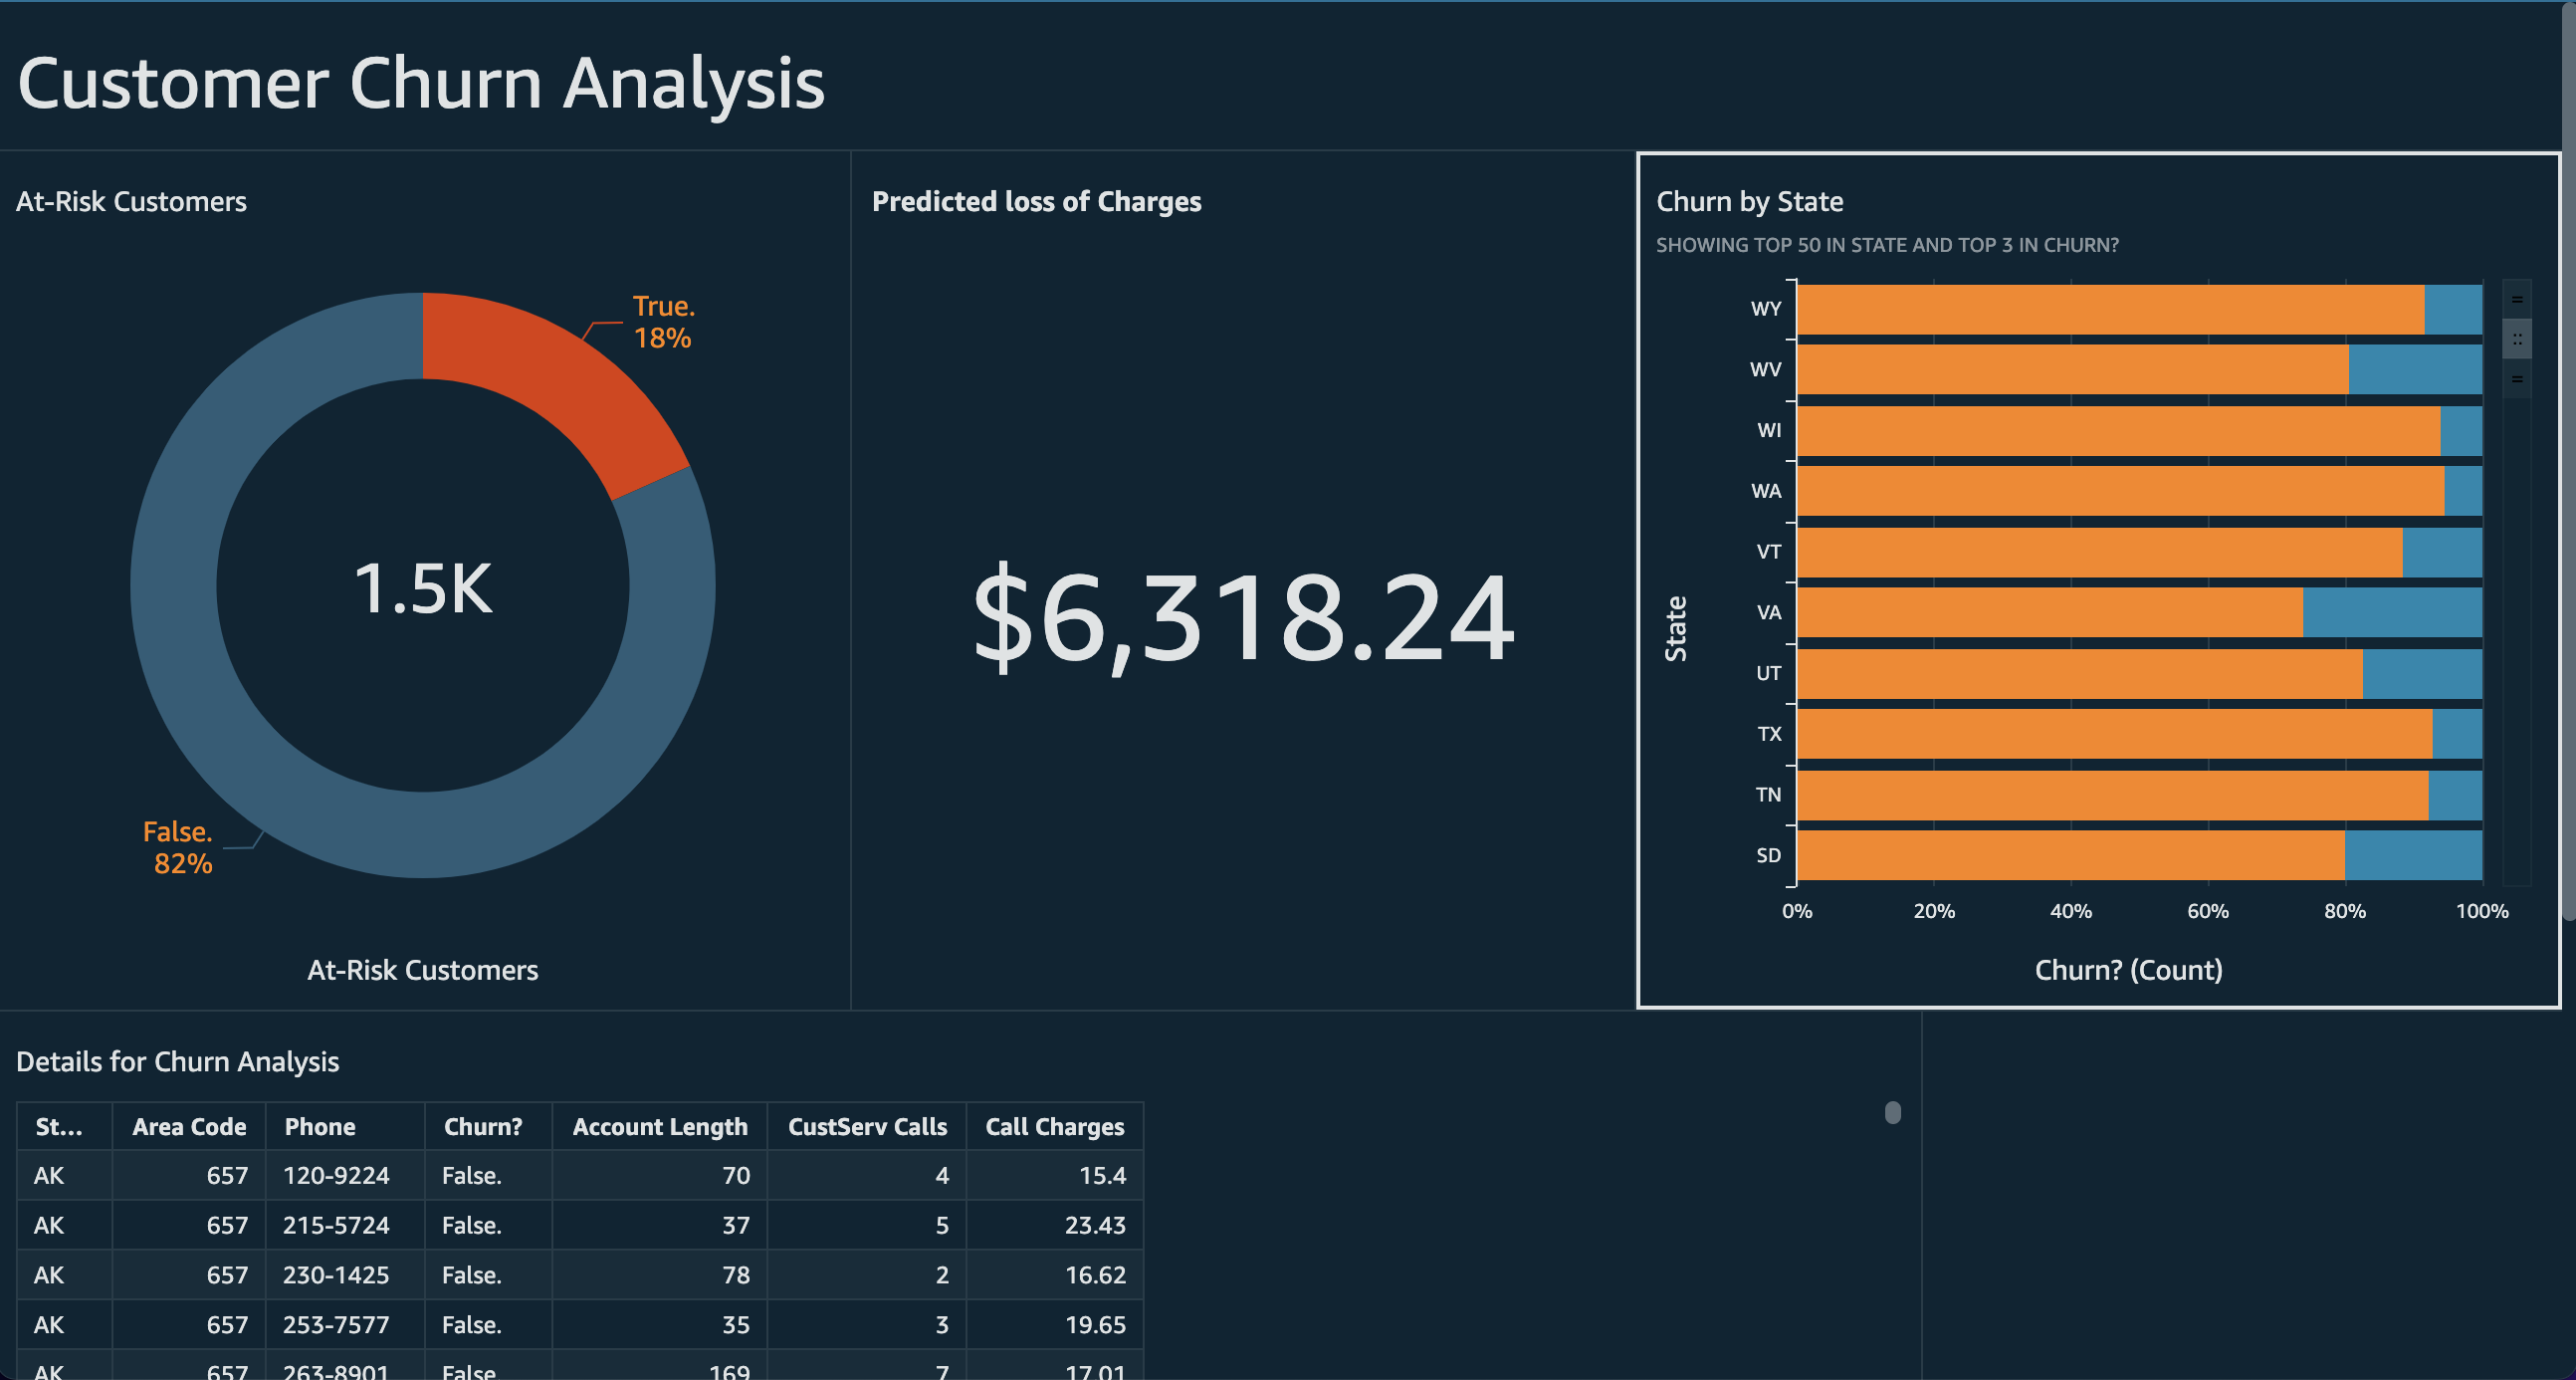 Customer Churn Analysis
At-Risk Customers
True.
18%
1.5K
False.
82%
At-Risk Customers
Predicted loss of Charges
$6,318.24
Churn by State
SHOWING TOP 50 IN STATE AND TOP 3 IN CHURN?
State
WY
WV
WI
WA
VT
VA
UT
TX
TN
SD
0% 20% 40% 60% 80% 100%
Churn? (Count)
Details for Churn Analysis
St... Area Code Phone Churn? Account Length CustServ Calls Call Charges
AK 657 120-9224 False. 70 4 15.4
AK 657 215-5724 False. 37 5 23.43
AK 657 230-1425 False. 78 2 16.62
AK 657 253-7577 False. 35 3 19.65
AK 657 263-8901 False 169 7 17.01